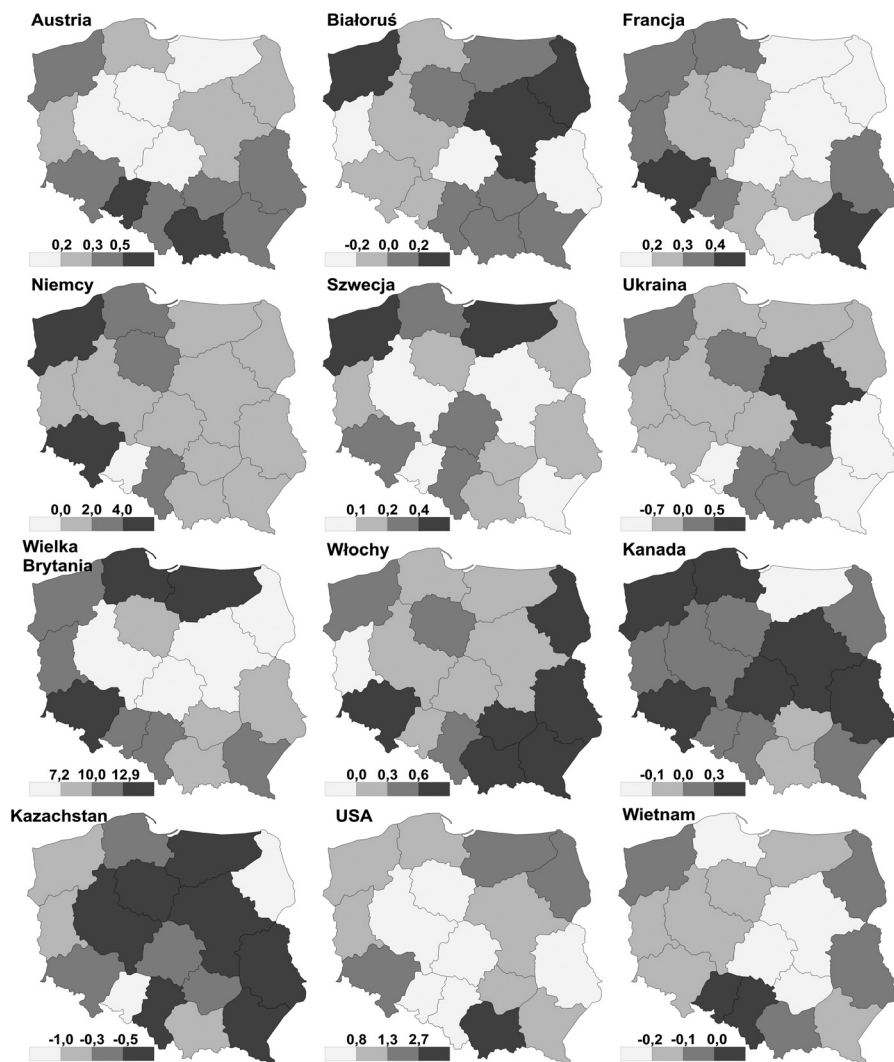 Austria
0,2 0,3 0,5
Białoruś
-0,2 0,0 0,2
Francja
0,2 0,3 0,4
Niemcy
0,0 2,0 4,0
Szwecja
0,1 0,2 0,4
Ukraina
-0,7 0,0 0,5
Wielka
Brytania
7,2 10,0 12,9
Włochy
0,0 0,3 0,6
Kanada
-0,1 0,0 0,3
Kazachstan
-1,0 -0,3 -0,5
USA
0,8 1,3 2,7
Wietnam
-0,2 -0,1 0,0